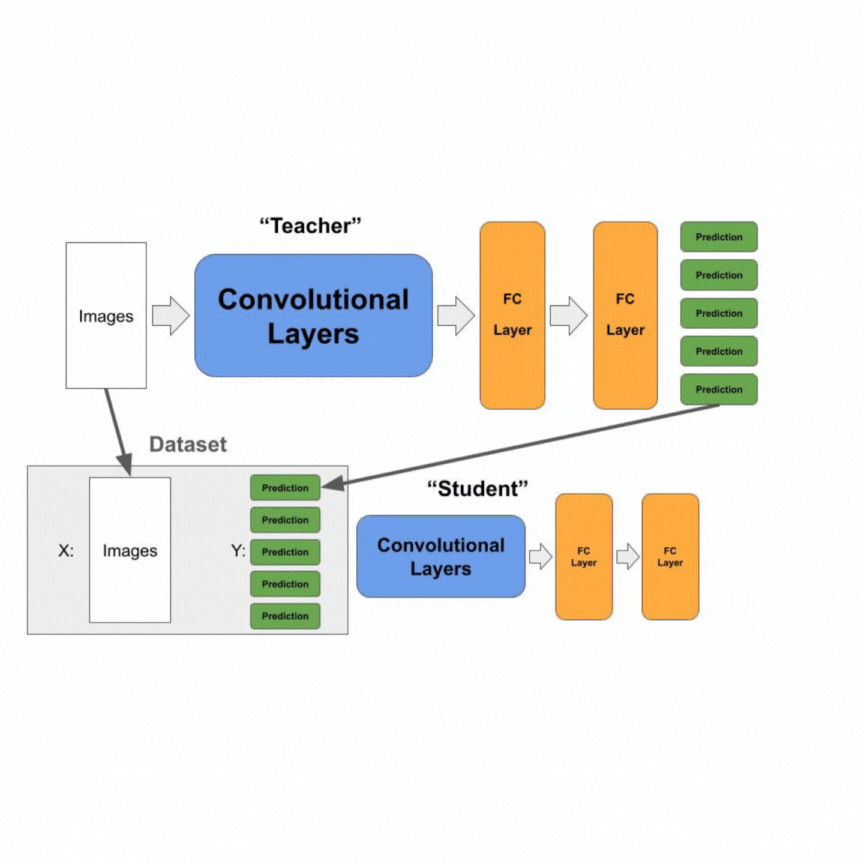 “Teacher”
Images
Convolutional
Layers
FC
Layer
FC
Layer
Prediction
Prediction
Prediction
Prediction
Prediction
Dataset
X:
Images
Y:
Prediction
Prediction
Prediction
Prediction
Prediction
“Student”
Convolutional
Layers
FC
Layer
FC
Layer